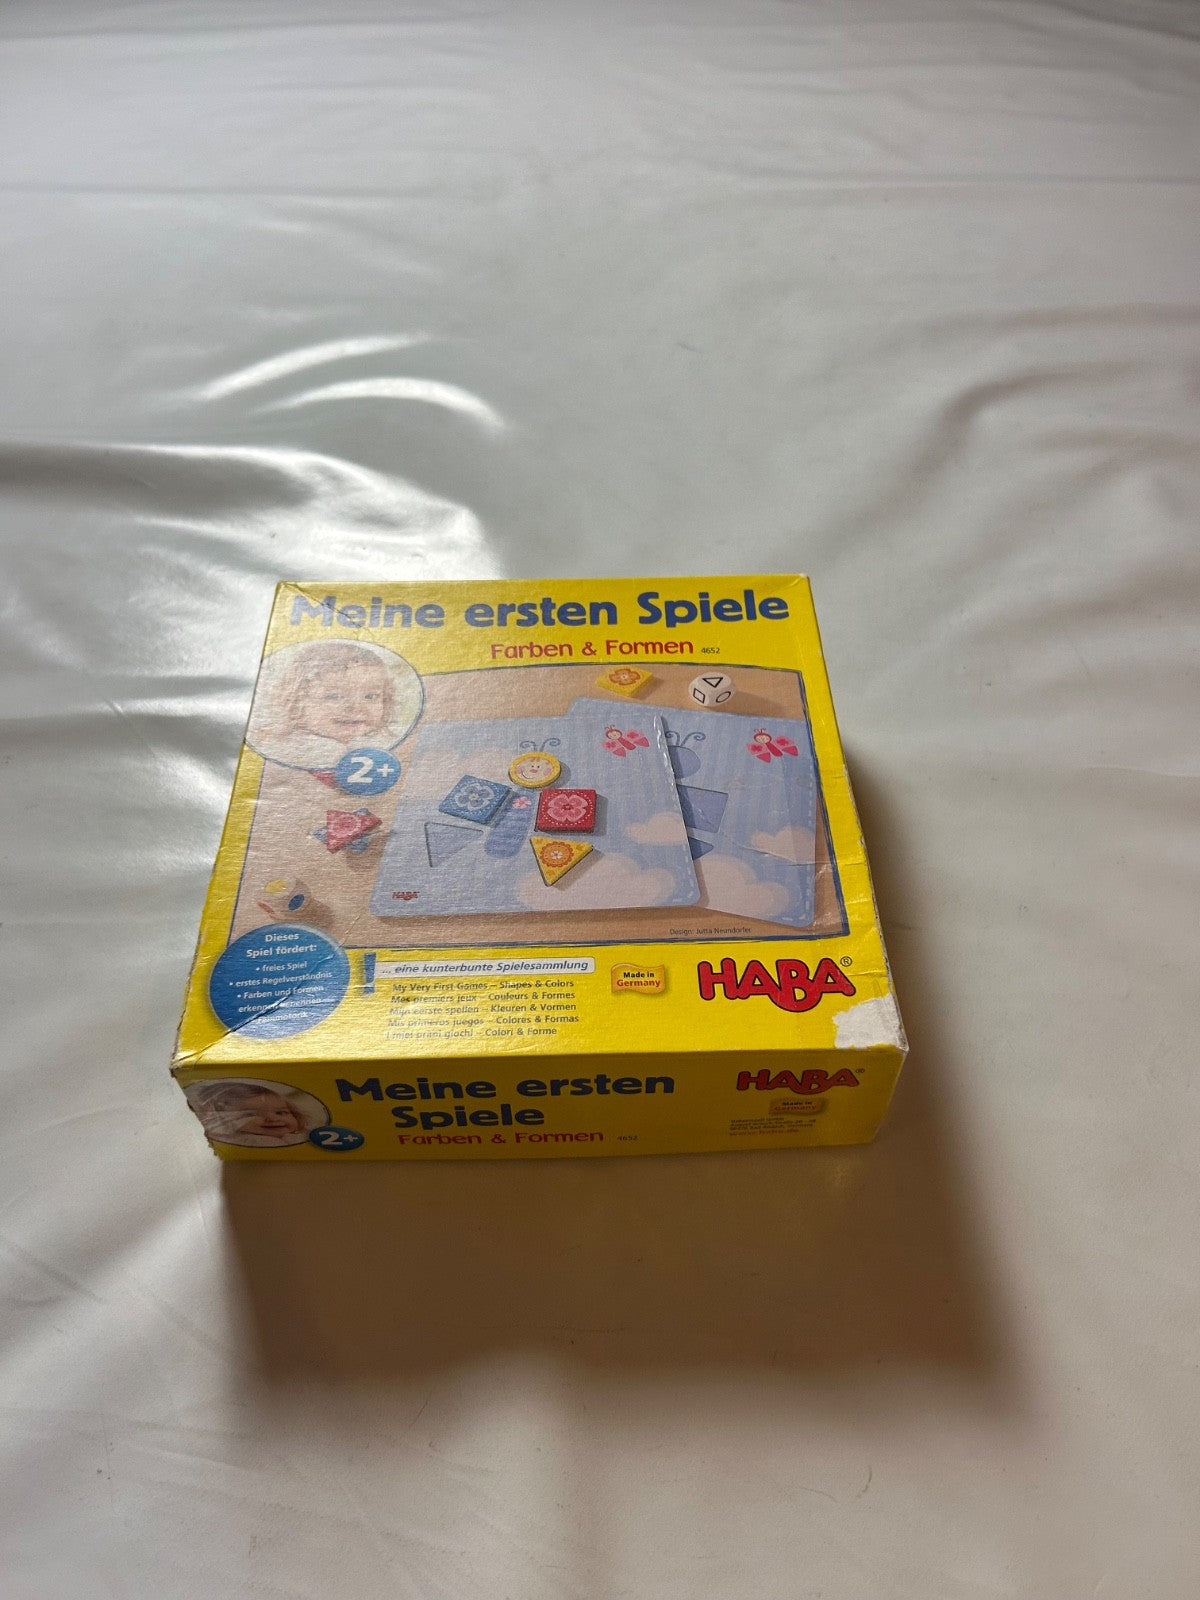 Meine ersten Spiele
Farben & Formen 4652
2+
HABA
Design: Jutta Neundorfer
Dieses
Spiel fördert:
• freies Spiel
• erstes Regelverständnis
• Farben und Formen
erkennen
Feinmotorik
... eine kunterbunte Spielesammlung
My Very First Games – Shapes & Colors
Mes premiers jeux – Couleurs & Formes
Mijn eerste spellen – Kleuren & Vormen
Mis primeros juegos – Colores & Formas
I miei primi giochi – Colori & Forme
Made in
Germany
HABA®
Meine ersten
Spiele
Farben & Formen 4652
2+
HABA®
Made in
Germany